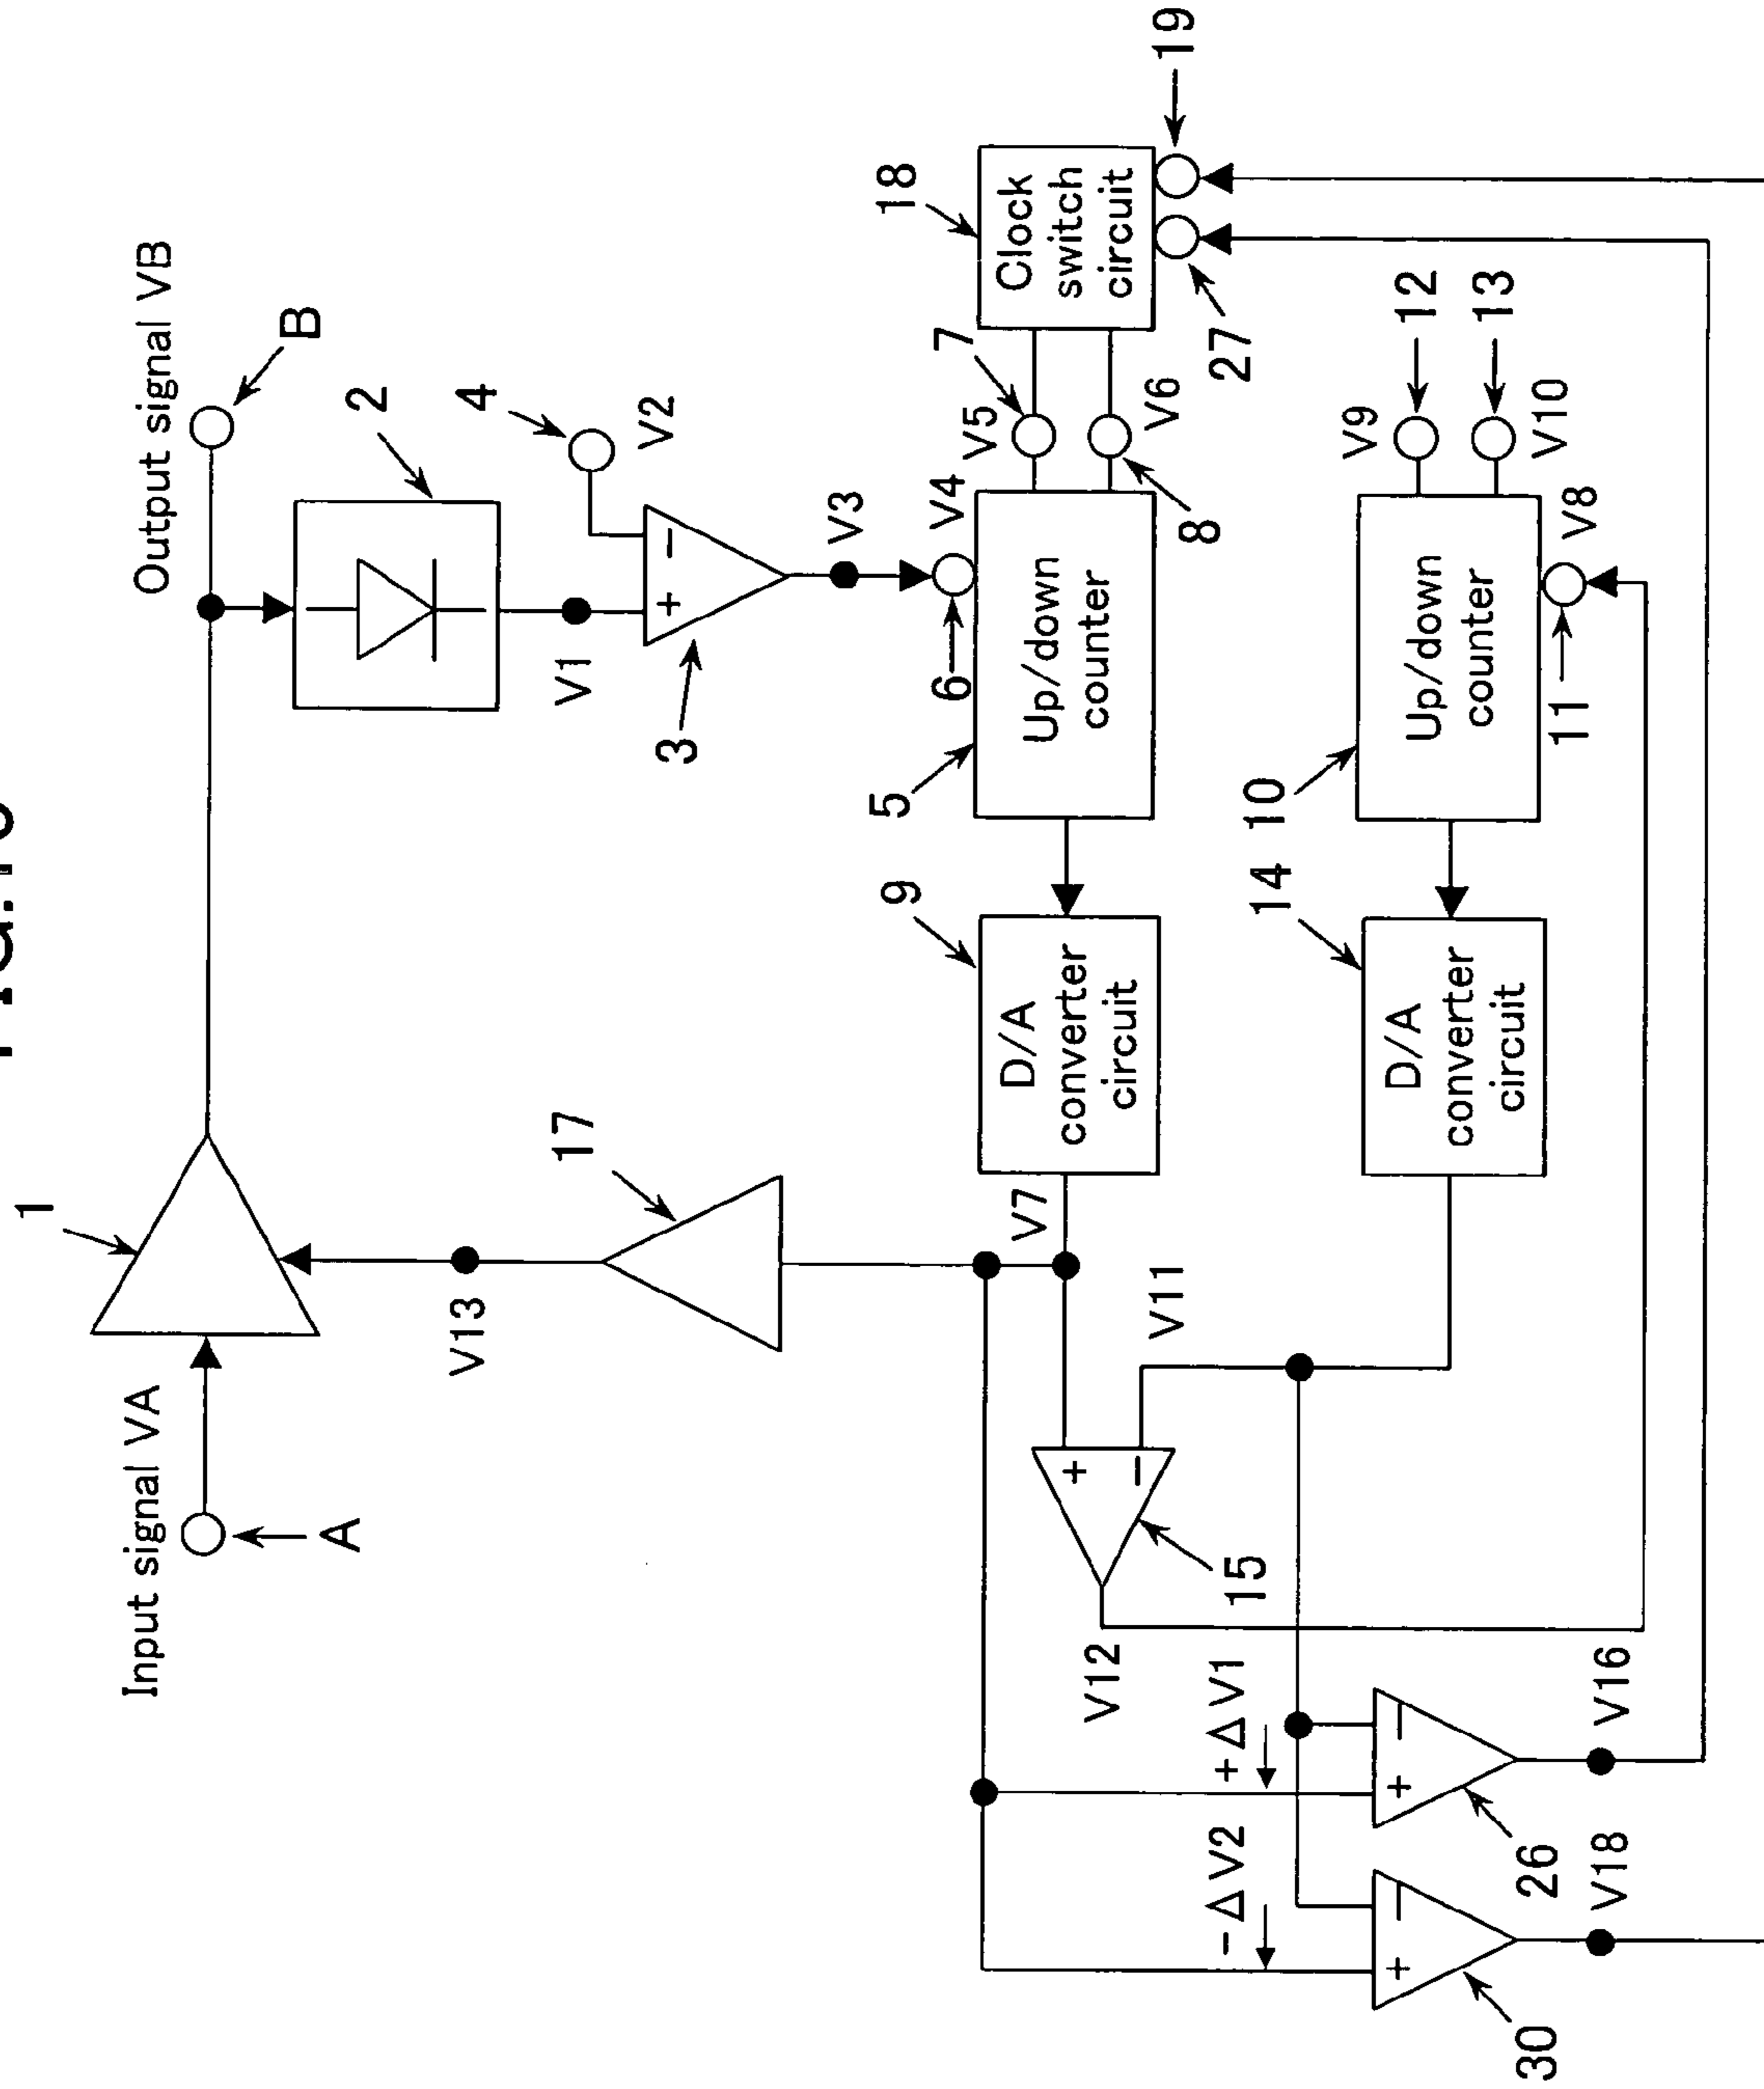 1
Output signal VB
B
2
4
V2
Input signal VA
A
V13
17
V1
3
V3
V4
6
5
V5
7
18
Clock
switch
circuit
19
27
V6
8
Up/down
counter
9
D/A
converter
circuit
V7
V11
+
−
15
V12
14
D/A
converter
circuit
10
Up/down
counter
V9
12
13
V10
V8
11
+
−
−ΔV2
+ΔV1
+
−
26
V16
+
−
30
V18